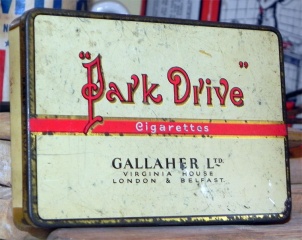 "Park Drive"
Cigarettes
GALLAHER LTD.
VIRGINIA HOUSE
LONDON & BELFAST